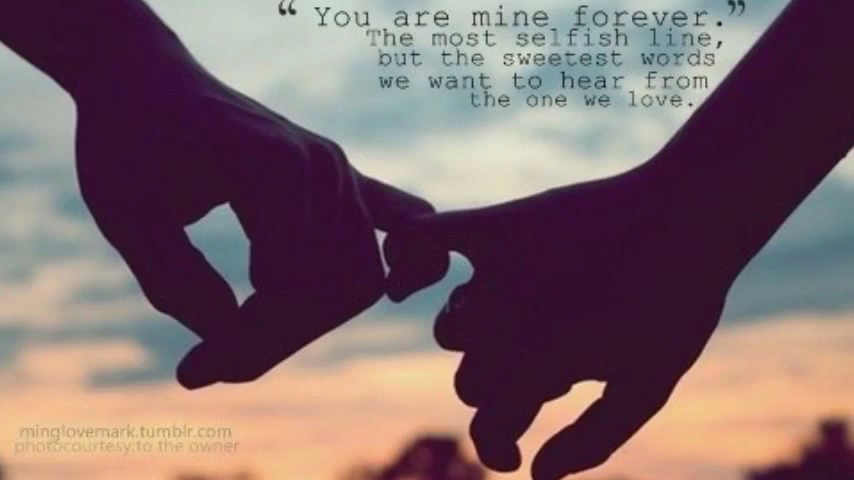 “ You are mine forever.”
The most selfish line,
but the sweetest words
we want to hear from
the one we love.
minglovemark.tumblr.com
photocourtesy:to the owner